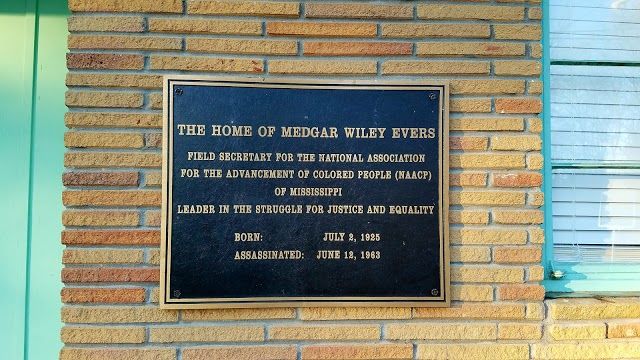 THE HOME OF MEDGAR WILEY EVERS
FIELD SECRETARY FOR THE NATIONAL ASSOCIATION
FOR THE ADVANCEMENT OF COLORED PEOPLE (NAACP)
OF MISSISSIPPI
LEADER IN THE STRUGGLE FOR JUSTICE AND EQUALITY
BORN: JULY 2, 1925
ASSASSINATED: JUNE 12, 1963